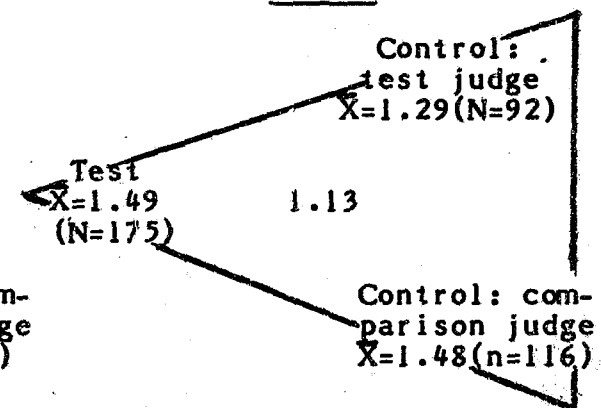 Control:
test judge
X̄=1.29(N=92)
Test
X̄=1.49
(N=175)
1.13
m-
ge
)
Control: com-
parison judge
X̄=1.48(n=116)